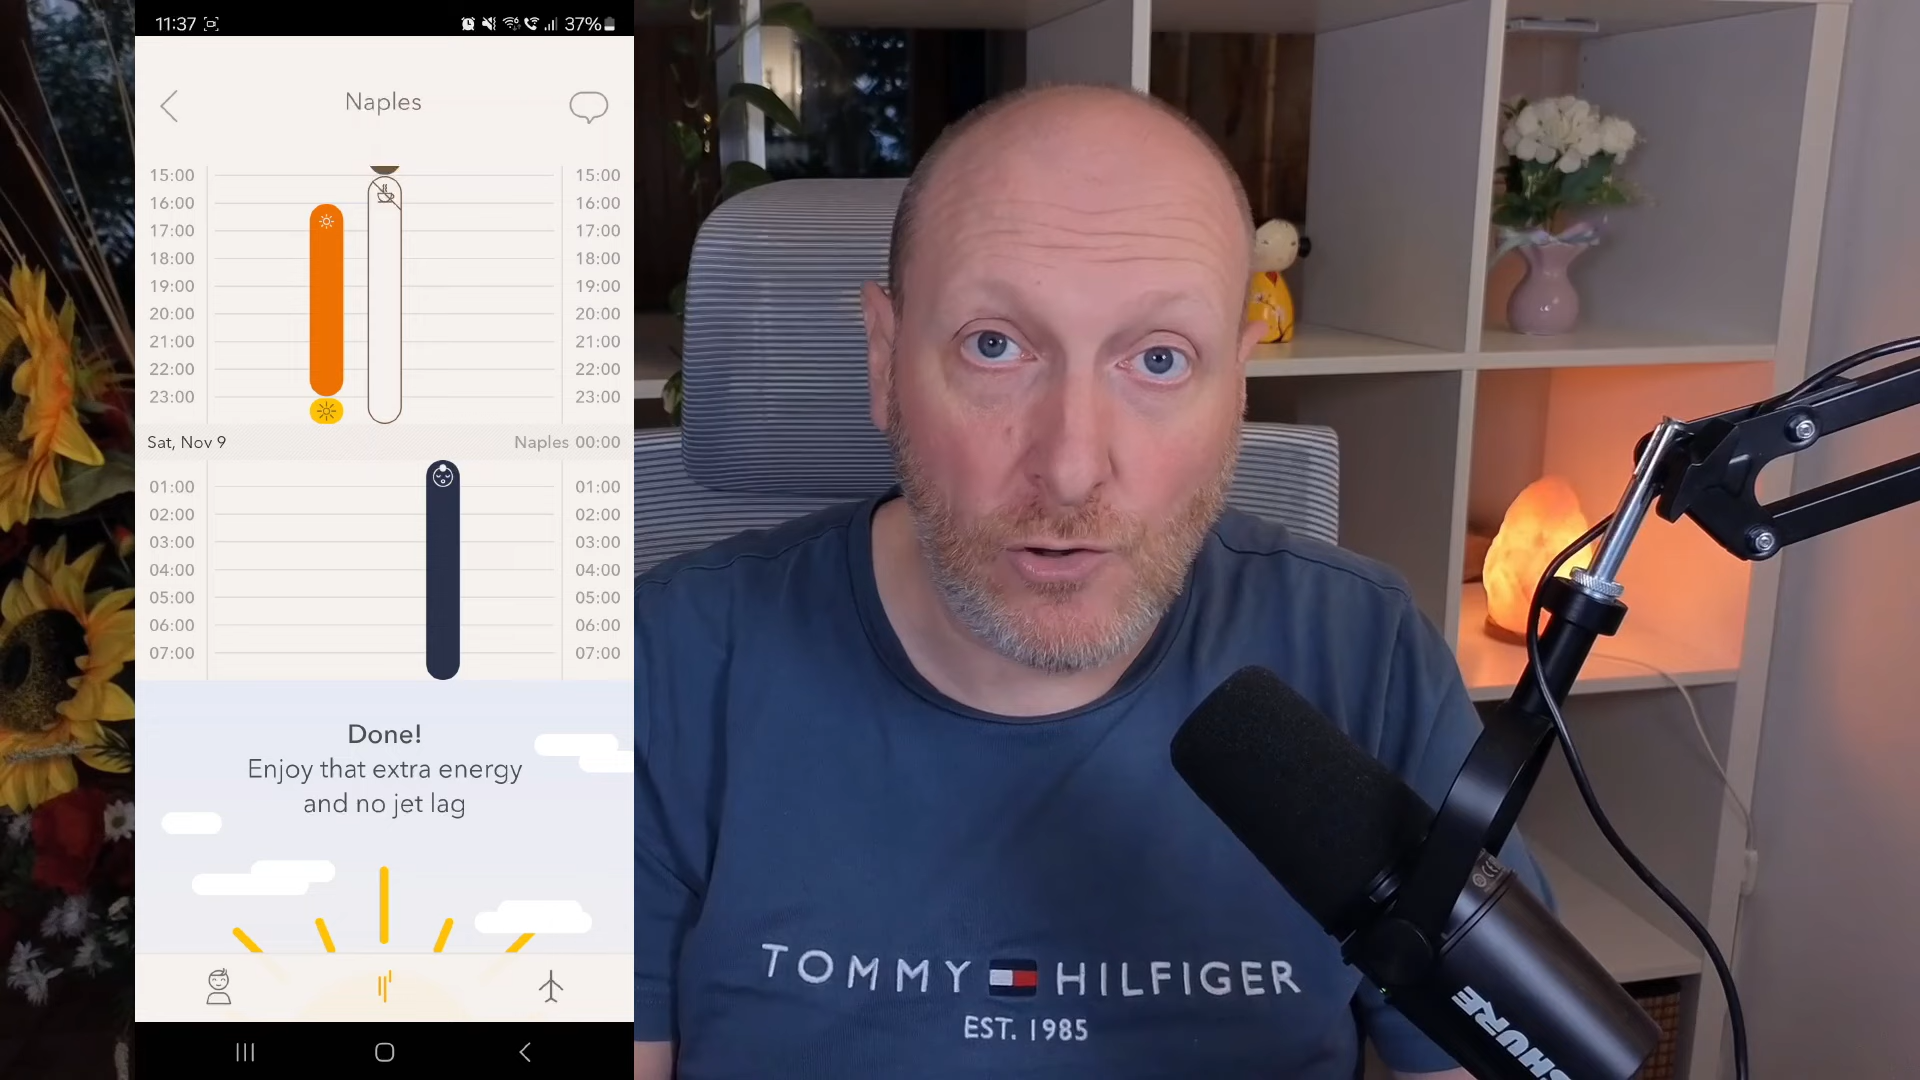 11:37
37%
Naples
15:00 15:00
16:00 16:00
17:00 17:00
18:00 18:00
19:00 19:00
20:00 20:00
21:00 21:00
22:00 22:00
23:00 23:00
Sat, Nov 9 Naples 00:00
01:00 01:00
02:00 02:00
03:00 03:00
04:00 04:00
05:00 05:00
06:00 06:00
07:00 07:00
Done!
Enjoy that extra energy
and no jet lag
TOMMY HILFIGER
EST. 1985
SHURE